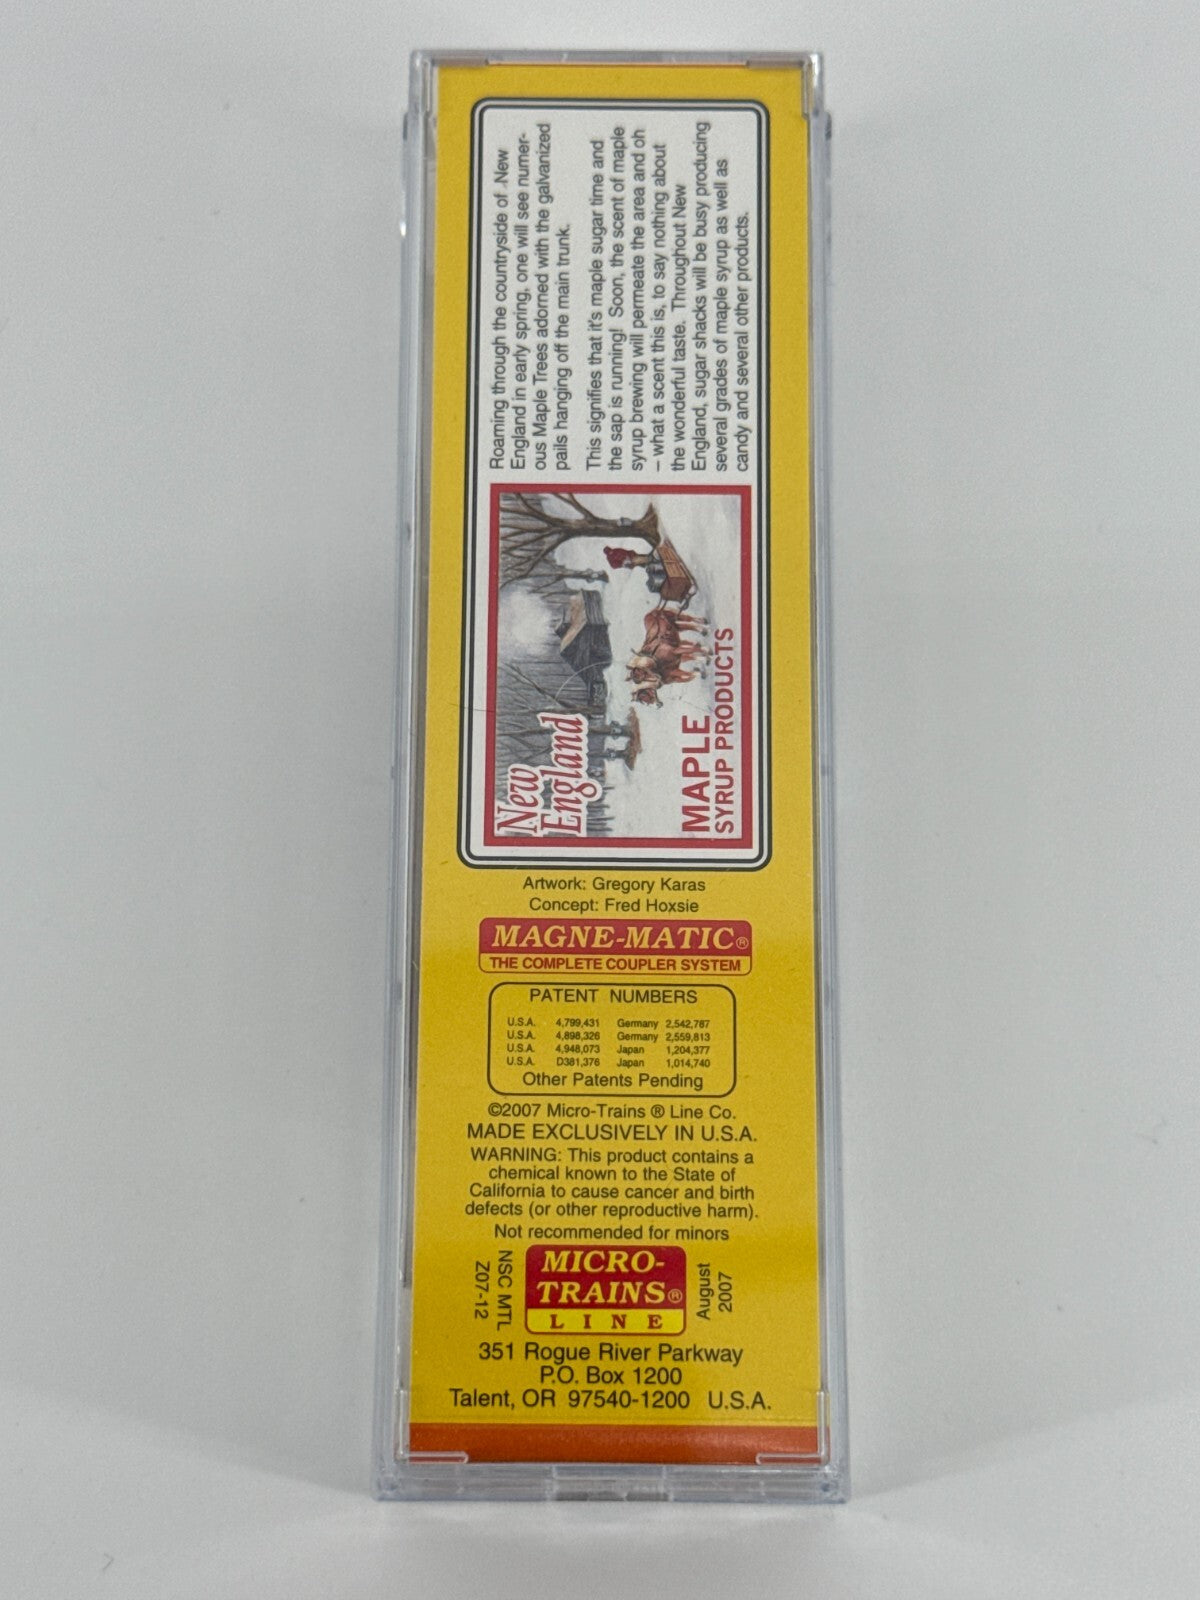 Roaming through the countryside of New
England in early spring, one will see numer-
ous Maple Trees adorned with the galvanized
pails hanging off the main trunk.
This signifies that it's maple sugar time and
the sap is running! Soon, the scent of maple
syrup brewing will permeate the area and oh
– what a scent this is, to say nothing about
the wonderful taste. Throughout New
England, sugar shacks will be busy producing
several grades of maple syrup as well as
candy and several other products.
New
England
MAPLE
SYRUP PRODUCTS
Artwork: Gregory Karas
Concept: Fred Hoxsie
MAGNE-MATIC®
THE COMPLETE COUPLER SYSTEM
PATENT NUMBERS
U.S.A. 4,799,431 Germany 2,542,787
U.S.A. 4,898,326 Germany 2,559,813
U.S.A. 4,948,073 Japan 1,204,377
U.S.A. D381,376 Japan 1,014,740
Other Patents Pending
©2007 Micro-Trains ® Line Co.
MADE EXCLUSIVELY IN U.S.A.
WARNING: This product contains a
chemical known to the State of
California to cause cancer and birth
defects (or other reproductive harm).
Not recommended for minors
NSC MTL
Z07-12
MICRO-
TRAINS®
LINE
August
2007
351 Rogue River Parkway
P.O. Box 1200
Talent, OR 97540-1200 U.S.A.